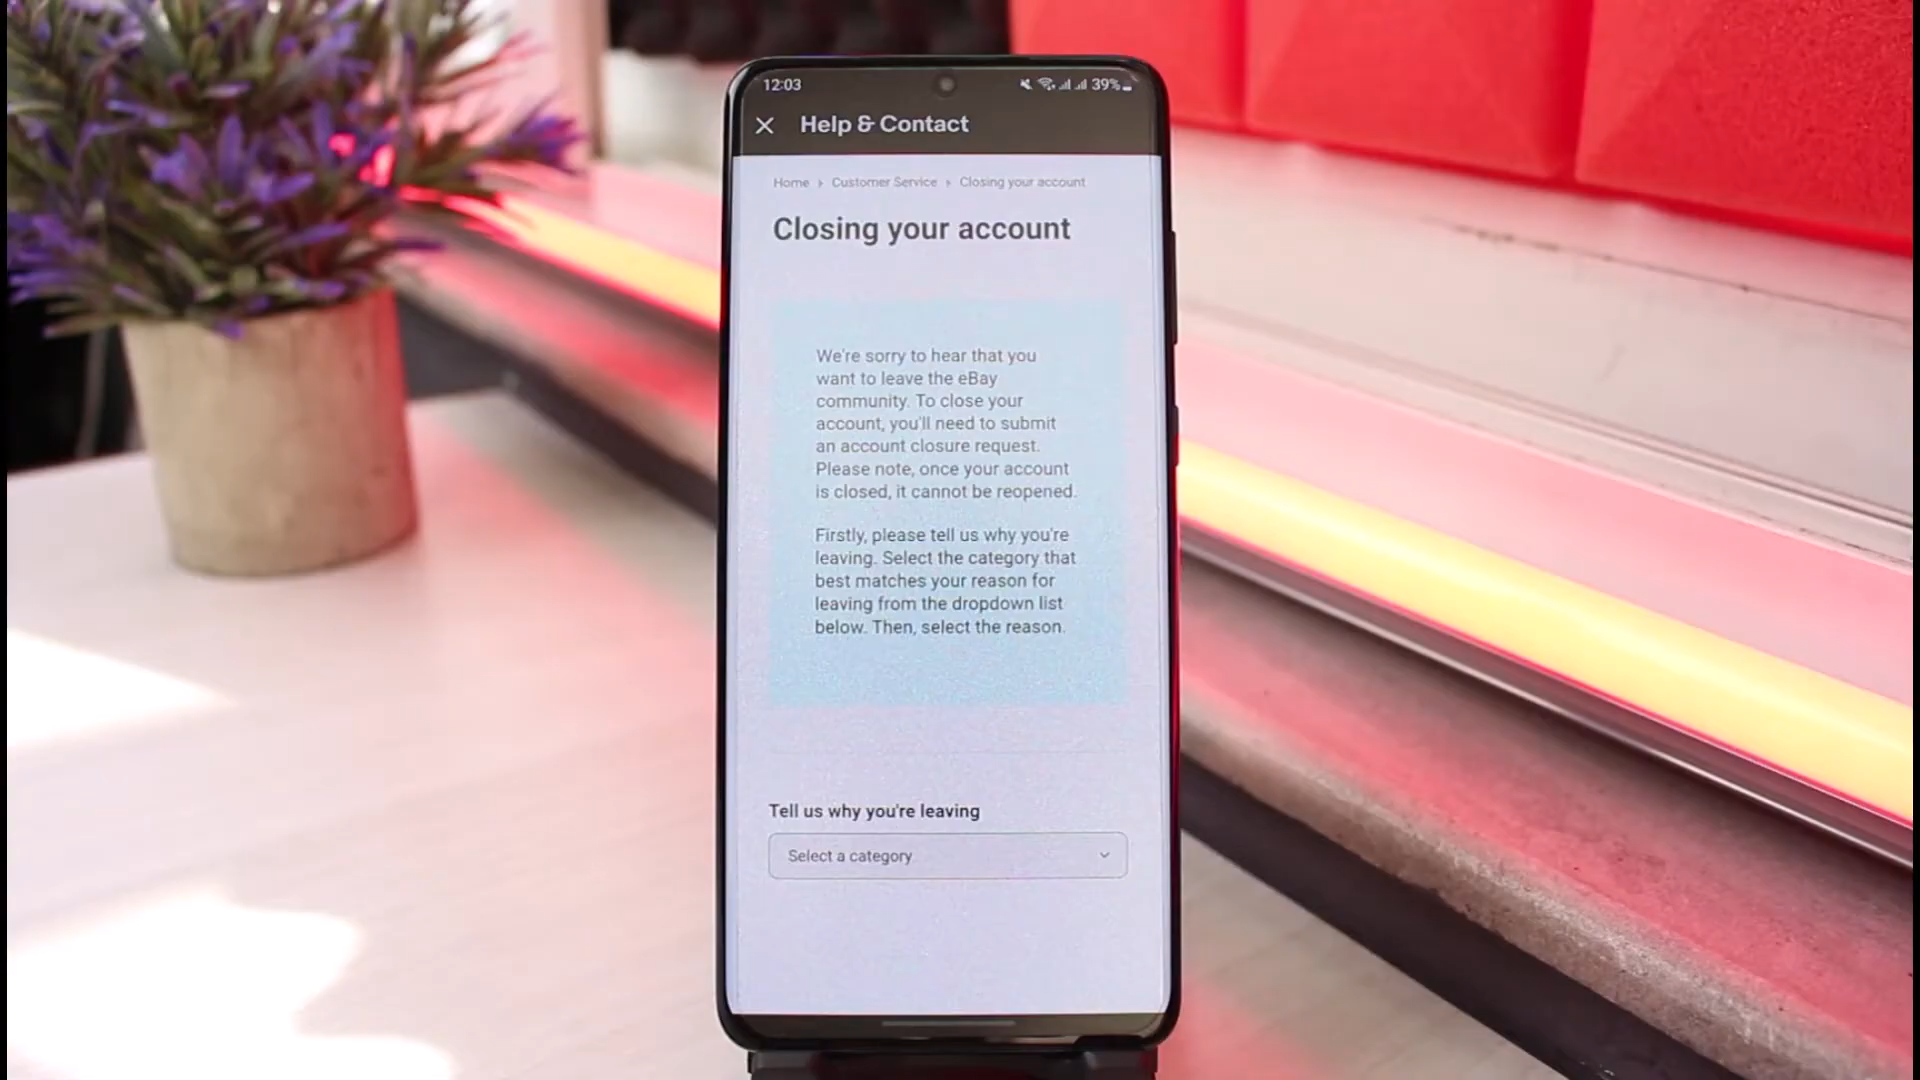 12:03
39%
Help & Contact
Home › Customer Service › Closing your account
Closing your account
We're sorry to hear that you
want to leave the eBay
community. To close your
account, you'll need to submit
an account closure request.
Please note, once your account
is closed, it cannot be reopened.
Firstly, please tell us why you're
leaving. Select the category that
best matches your reason for
leaving from the dropdown list
below. Then, select the reason.
Tell us why you're leaving
Select a category